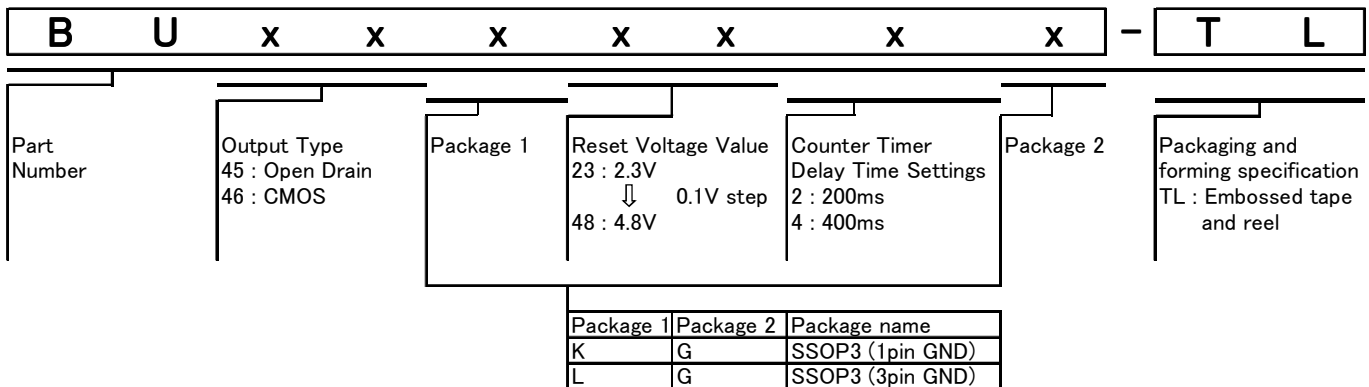 B U x x x x x x x - T L
Part
Number
Output Type
45 : Open Drain
46 : CMOS
Package 1
Reset Voltage Value
23 : 2.3V
⇩ 0.1V step
48 : 4.8V
Counter Timer
Delay Time Settings
2 : 200ms
4 : 400ms
Package 2
Packaging and
forming specification
TL : Embossed tape
and reel
Package 1 Package 2 Package name
K G SSOP3 (1pin GND)
L G SSOP3 (3pin GND)